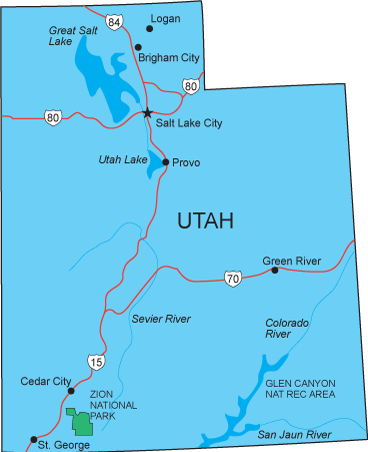 84
Logan
Great Salt
Lake
Brigham City
80
80
Salt Lake City
Utah Lake
Provo
UTAH
Green River
70
Sevier River
Colorado
River
15
Cedar City
GLEN CANYON
NAT REC AREA
ZION
NATIONAL
PARK
San Jaun River
St. George